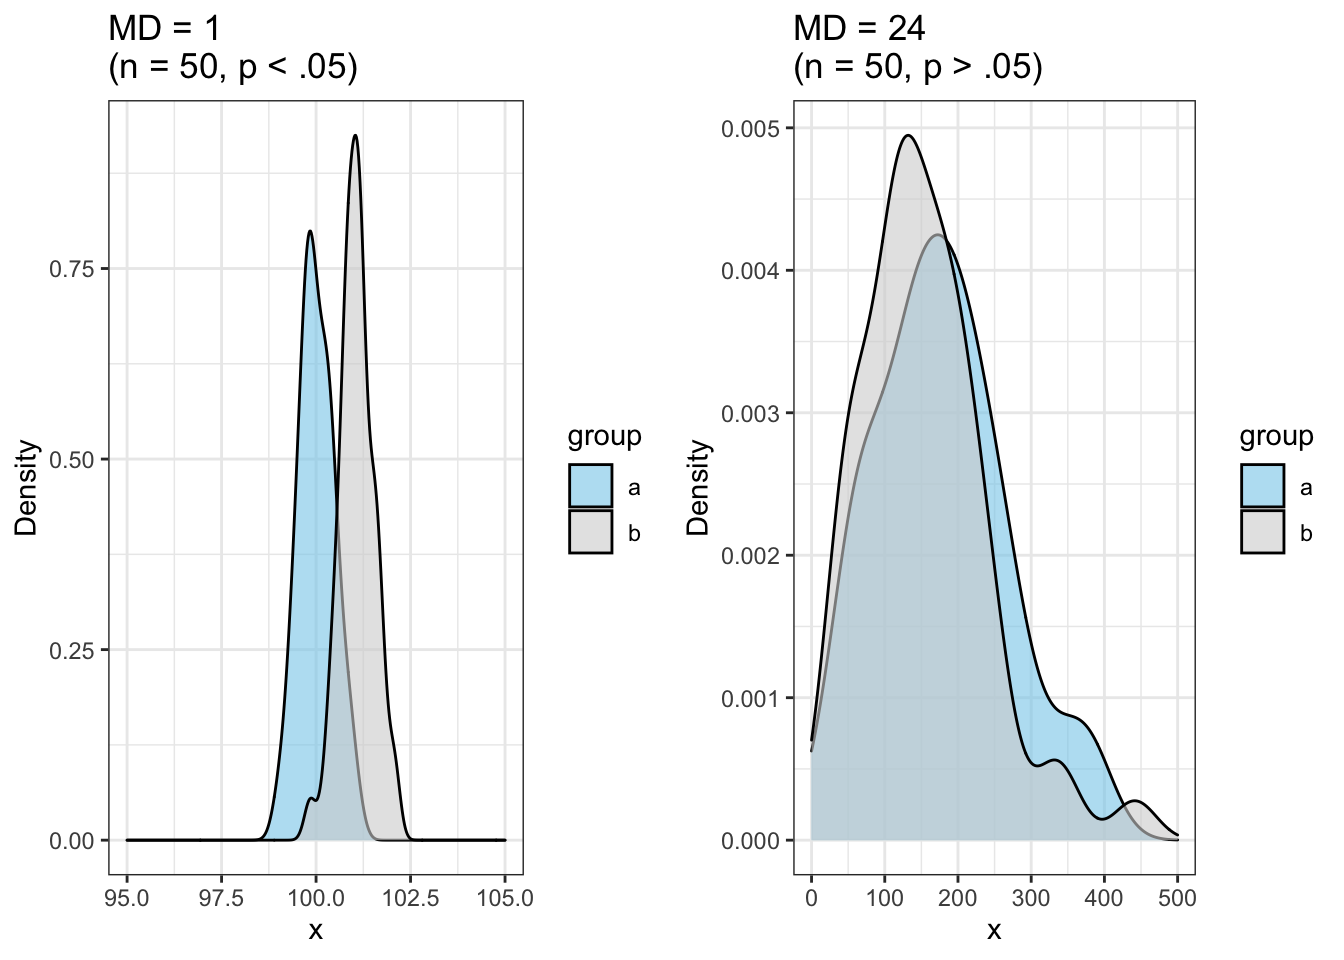 MD = 1
(n = 50, p < .05)
Density
0.75
0.50
0.25
0.00
95.0 97.5 100.0 102.5 105.0
x
group
a
b
MD = 24
(n = 50, p > .05)
Density
0.005
0.004
0.003
0.002
0.001
0.000
0 100 200 300 400 500
x
group
a
b